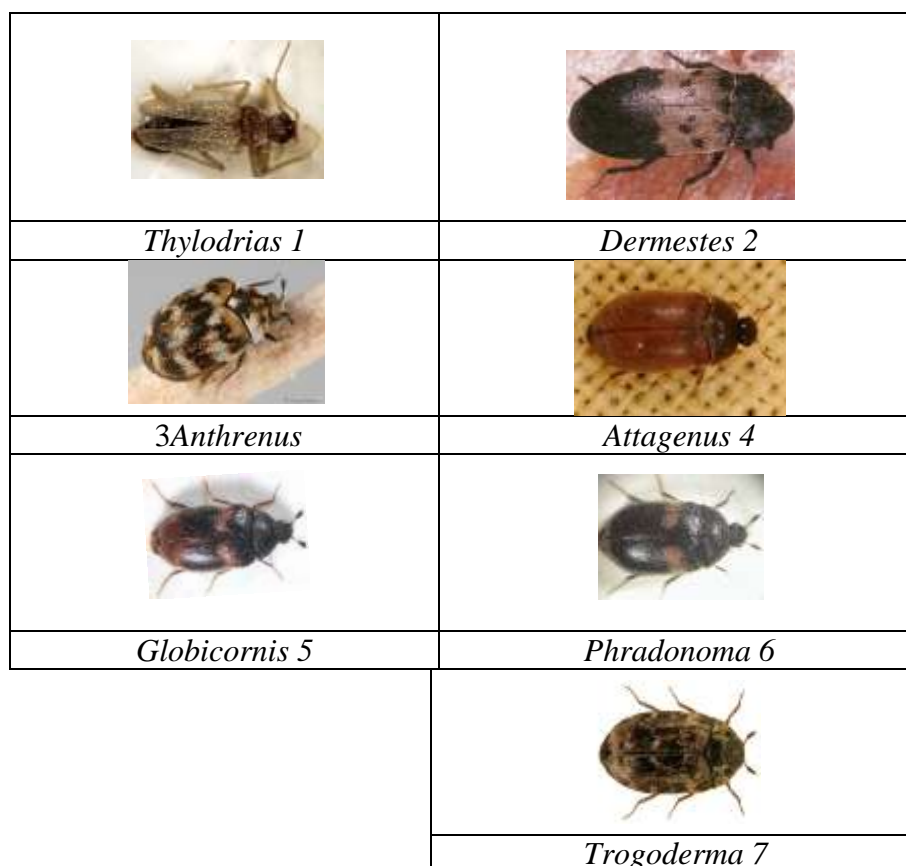 Thylodrias 1
Dermestes 2
3Anthrenus
Attagenus 4
Globicornis 5
Phradonoma 6
Trogoderma 7